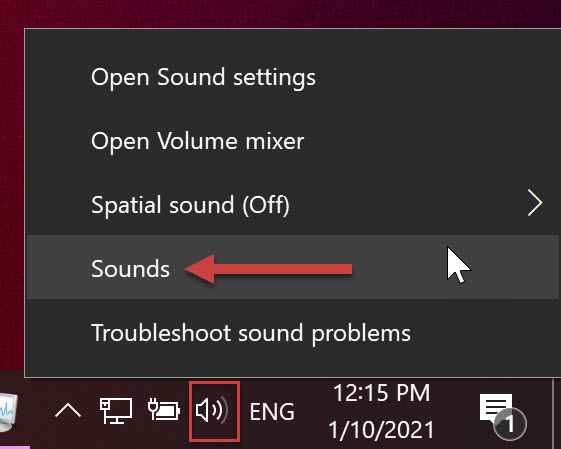 Open Sound settings
Open Volume mixer
Spatial sound (Off)
Sounds
Troubleshoot sound problems
ENG
12:15 PM
1/10/2021
1